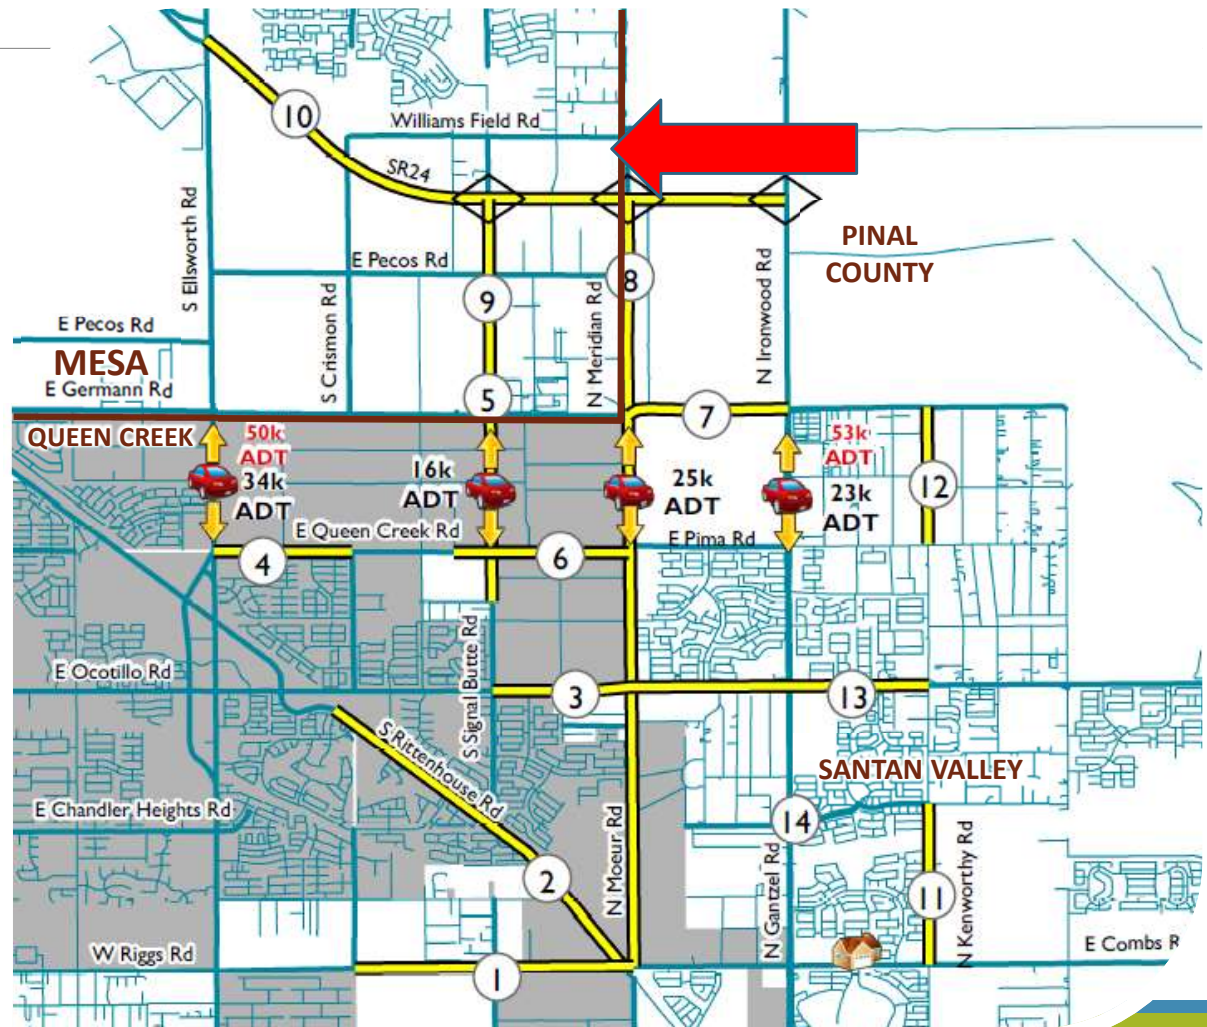 10
Williams Field Rd
SR24
S Ellsworth Rd
E Pecos Rd
PINAL
COUNTY
8
9
N Meridian Rd
N Ironwood Rd
S Crismon Rd
E Pecos Rd
MESA
E Germann Rd
5
7
QUEEN CREEK
50k
ADT
34k
ADT
16k
ADT
25k
ADT
53k
ADT
23k
ADT
12
E Queen Creek Rd
E Pima Rd
4
6
E Ocotillo Rd
S Signal Butte Rd
3
13
S Rittenhouse Rd
SANTAN VALLEY
E Chandler Heights Rd
14
N Moeur Rd
N Gantzel Rd
N Kenworthy Rd
2
11
W Riggs Rd
E Combs R
1